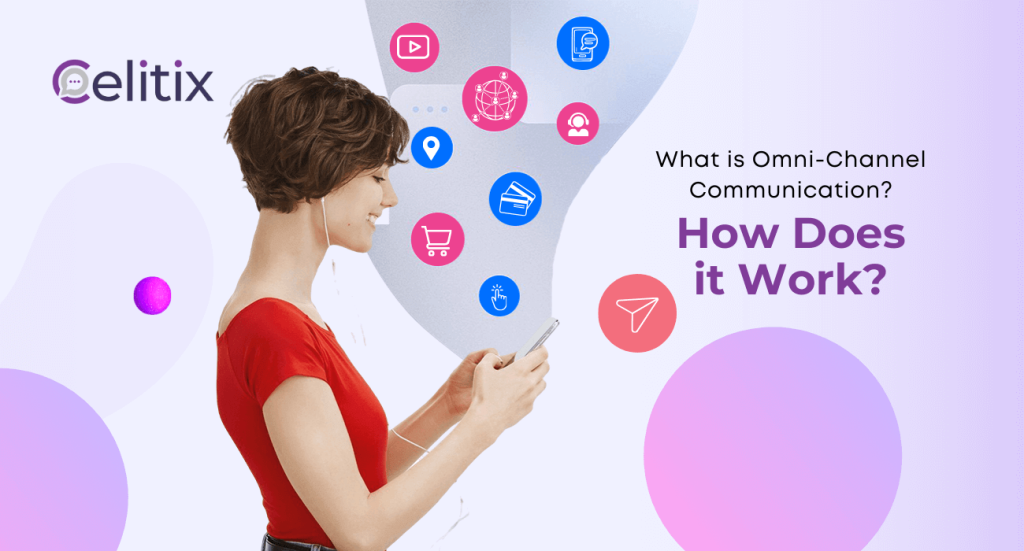 Celitix
What is Omni-Channel
Communication?
How Does
it Work?